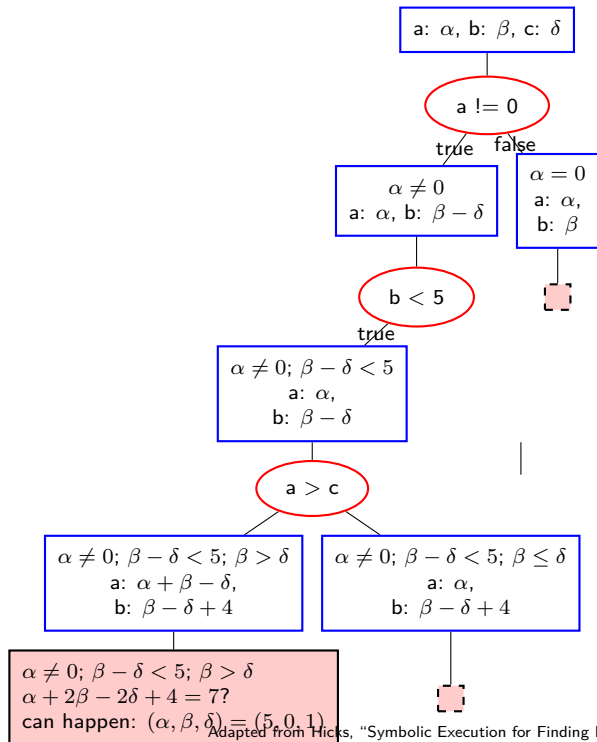 a: α, b: β, c: δ
a != 0
true
false
α ≠ 0
a: α, b: β − δ
α = 0
a: α,
b: β
b < 5
true
α ≠ 0; β − δ < 5
a: α,
b: β − δ
a > c
α ≠ 0; β − δ < 5; β > δ
a: α + β − δ,
b: β − δ + 4
α ≠ 0; β − δ < 5; β ≤ δ
a: α,
b: β − δ + 4
α ≠ 0; β − δ < 5; β > δ
α + 2β − 2δ + 4 = 7?
can happen: (α, β, δ) = (5, 0, 1)
Adapted from Hicks, “Symbolic Execution for Finding